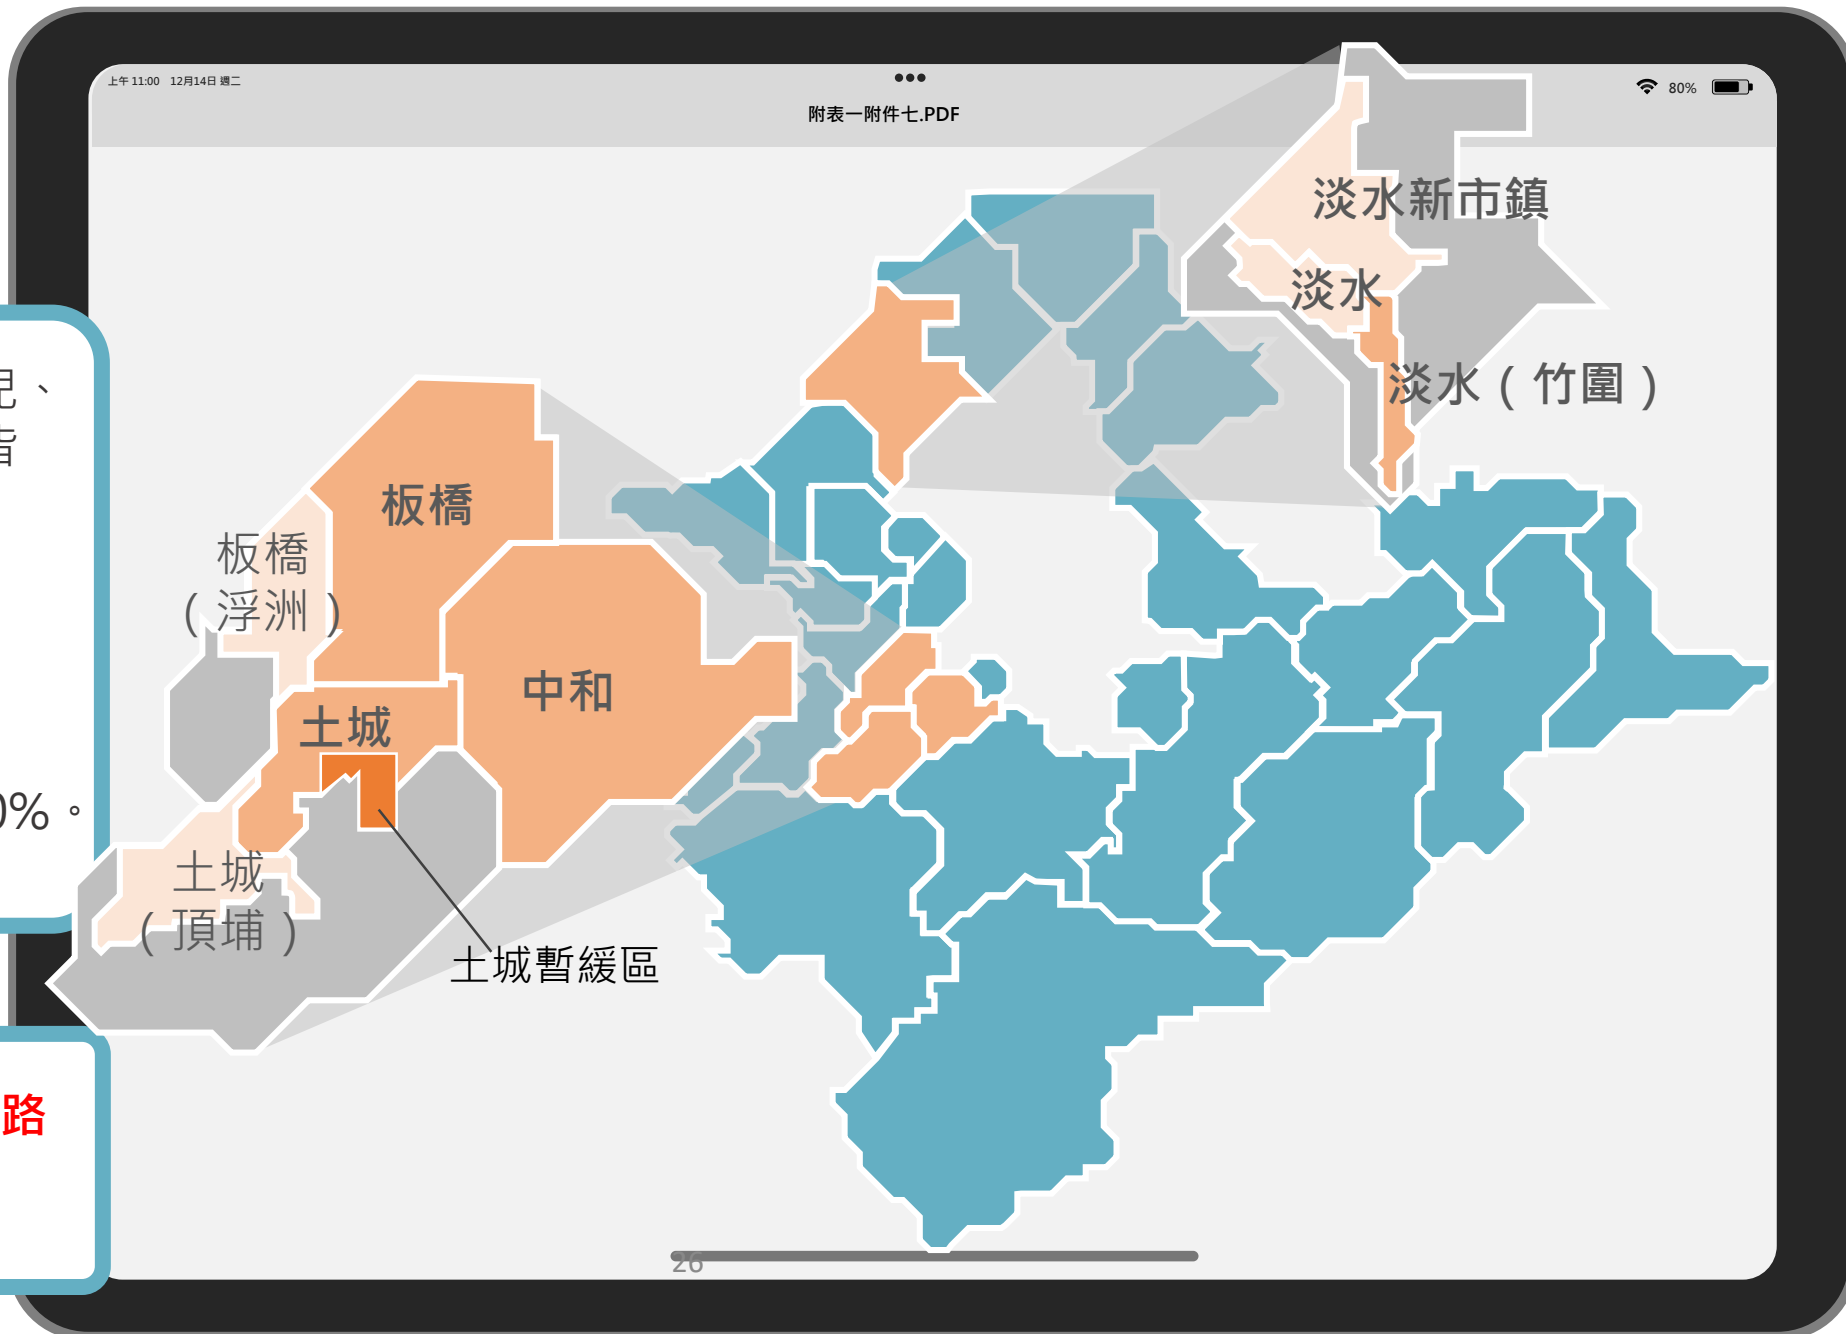 上午 11:00 12月14日 週二
80%
附表一附件七.PDF
淡水新市鎮
淡水
淡水（竹圍）
、
板橋
板橋
（浮洲）
中和
土城
0%。
土城
（頂埔）
土城暫緩區
路
26